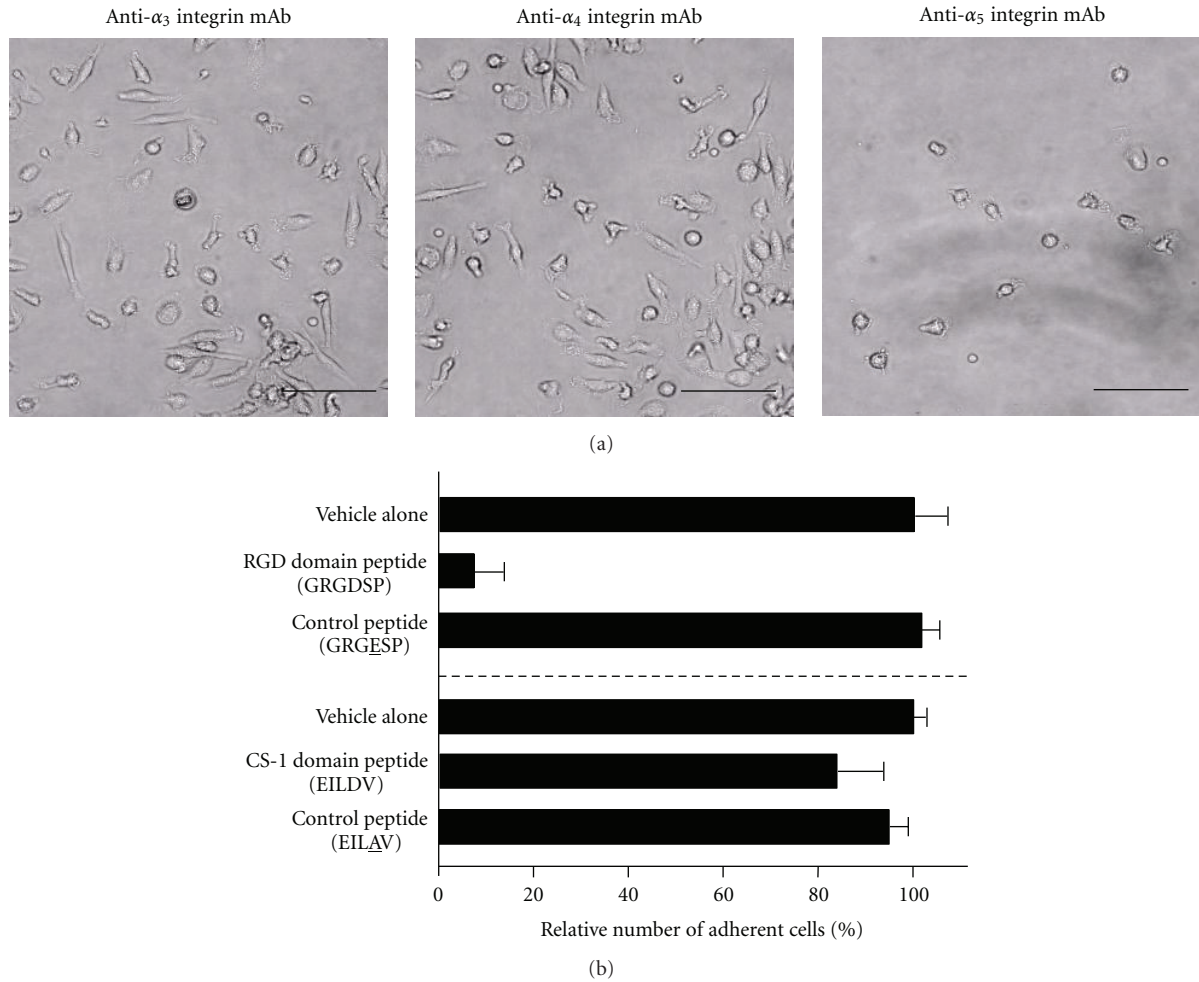 Anti-α3 integrin mAb
Anti-α4 integrin mAb
Anti-α5 integrin mAb
(a)
Vehicle alone
RGD domain peptide
(GRGDSP)
Control peptide
(GRGESP)
Vehicle alone
CS-1 domain peptide
(EILDV)
Control peptide
(EILAV)
0 20 40 60 80 100
Relative number of adherent cells (%)
(b)